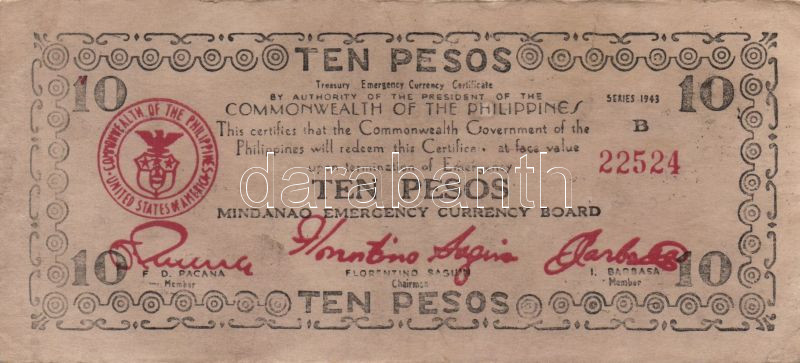 TEN PESOS
10 10
Treasury Emergency Currency Certificate
BY AUTHORITY OF THE PRESIDENT OF THE
COMMONWEALTH OF THE PHILIPPINES
SERIES 1943
B
22524
This certifies that the Commonwealth Government of the
Philippines will redeem this Certificate at face value
upon termination of Emergency
TEN PESOS
MINDANAO EMERGENCY CURRENCY BOARD
COMMONWEALTH OF THE PHILIPPINES
UNITED STATES OF AMERICA
darabanth
Florentino Sagiun
F. D. PACANA
Member
FLORENTINO SAGUIN
Chairman
I. BARBASA
Member
10 10
TEN PESOS